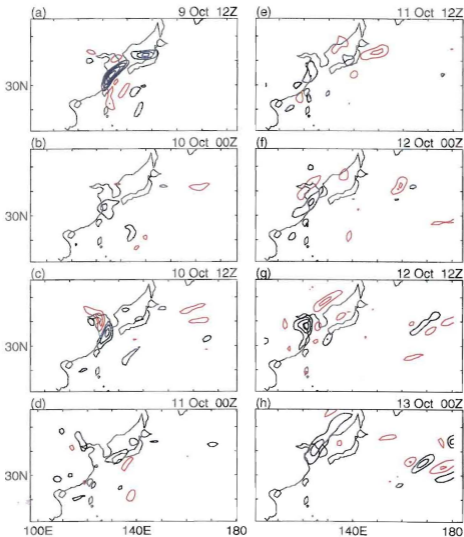 (a) 9 Oct 12Z
30N
(b) 10 Oct 00Z
30N
(c) 10 Oct 12Z
30N
(d) 11 Oct 00Z
30N
100E 140E 180
(e) 11 Oct 12Z
(f) 12 Oct 00Z
(g) 12 Oct 12Z
(h) 13 Oct 00Z
140E 180